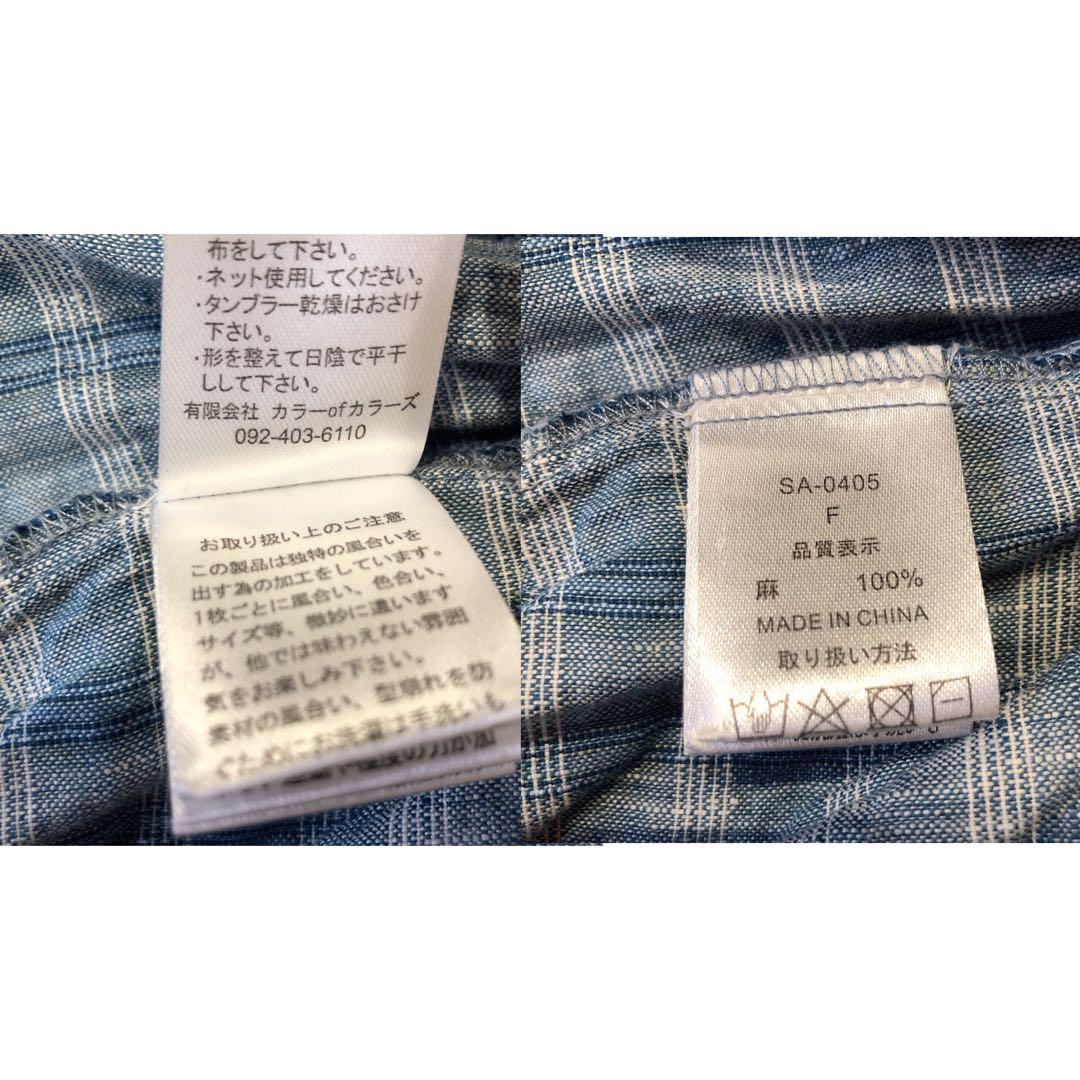 布をして下さい。
・ネット使用してください。
・タンブラー乾燥はおさけ
下さい。
・形を整えて日陰で平干
ししで下さい。
有限会社 カラーofカラーズ
092-403-6110
お取り扱い上のご注意
この製品は独特の風合いを
出す為の加工をしています。
1枚ごとに風合い、色合い、
サイズ等、微妙に違います
が、他では味わえない雰囲
気をお楽しみ下さい。
素材の風合い、型崩れを防
ぐためにお洗濯は手洗いも
SA-0405
F
品質表示
麻 100%
MADE IN CHINA
取り扱い方法